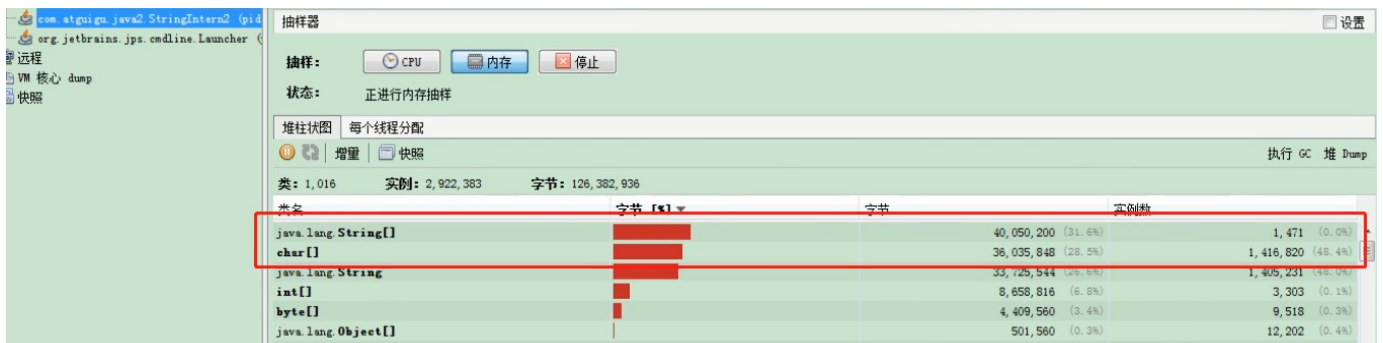 com.atguigu.java2.StringIntern2 (pid
org.jetbrains.jps.cmdline.Launcher (
远程
VM 核心 dump
快照
抽样器
设置
抽样:
CPU
内存
停止
状态:
正进行内存抽样
堆柱状图 每个线程分配
增量 快照
执行 GC 堆 Dump
类: 1,016 实例: 2,922,383 字节: 126,382,936
类名 字节 [%] 字节 实例数
java.lang.String[] 40,050,200 (31.6%) 1,471 (0.0%)
char[] 36,035,848 (28.5%) 1,416,820 (48.4%)
java.lang.String 33,725,544 (26.6%) 1,405,231 (48.0%)
int[] 8,658,816 (6.8%) 3,303 (0.1%)
byte[] 4,409,560 (3.4%) 9,518 (0.3%)
java.lang.Object[] 501,560 (0.3%) 12,202 (0.4%)